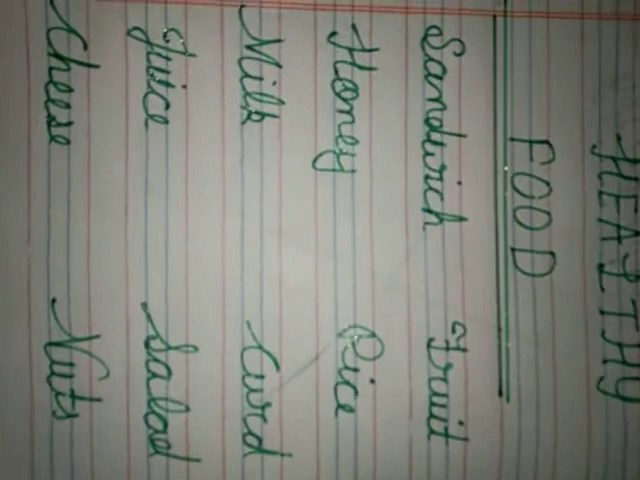 HEALTHY
FOOD
Sandwich Fruit
Honey Rice
Milk Curd
Juice Salad
Cheese Nuts